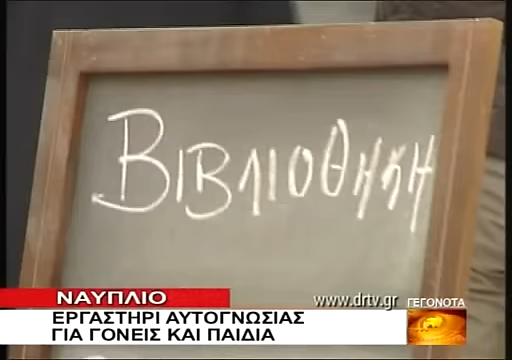 ΒΙΒΛΙΟΘΗΚΗ
ΝΑΥΠΛΙΟ
www.drtv.gr
ΓΕΓΟΝΟΤΑ
ΕΡΓΑΣΤΗΡΙ ΑΥΤΟΓΝΩΣΙΑΣ
ΓΙΑ ΓΟΝΕΙΣ ΚΑΙ ΠΑΙΔΙΑ